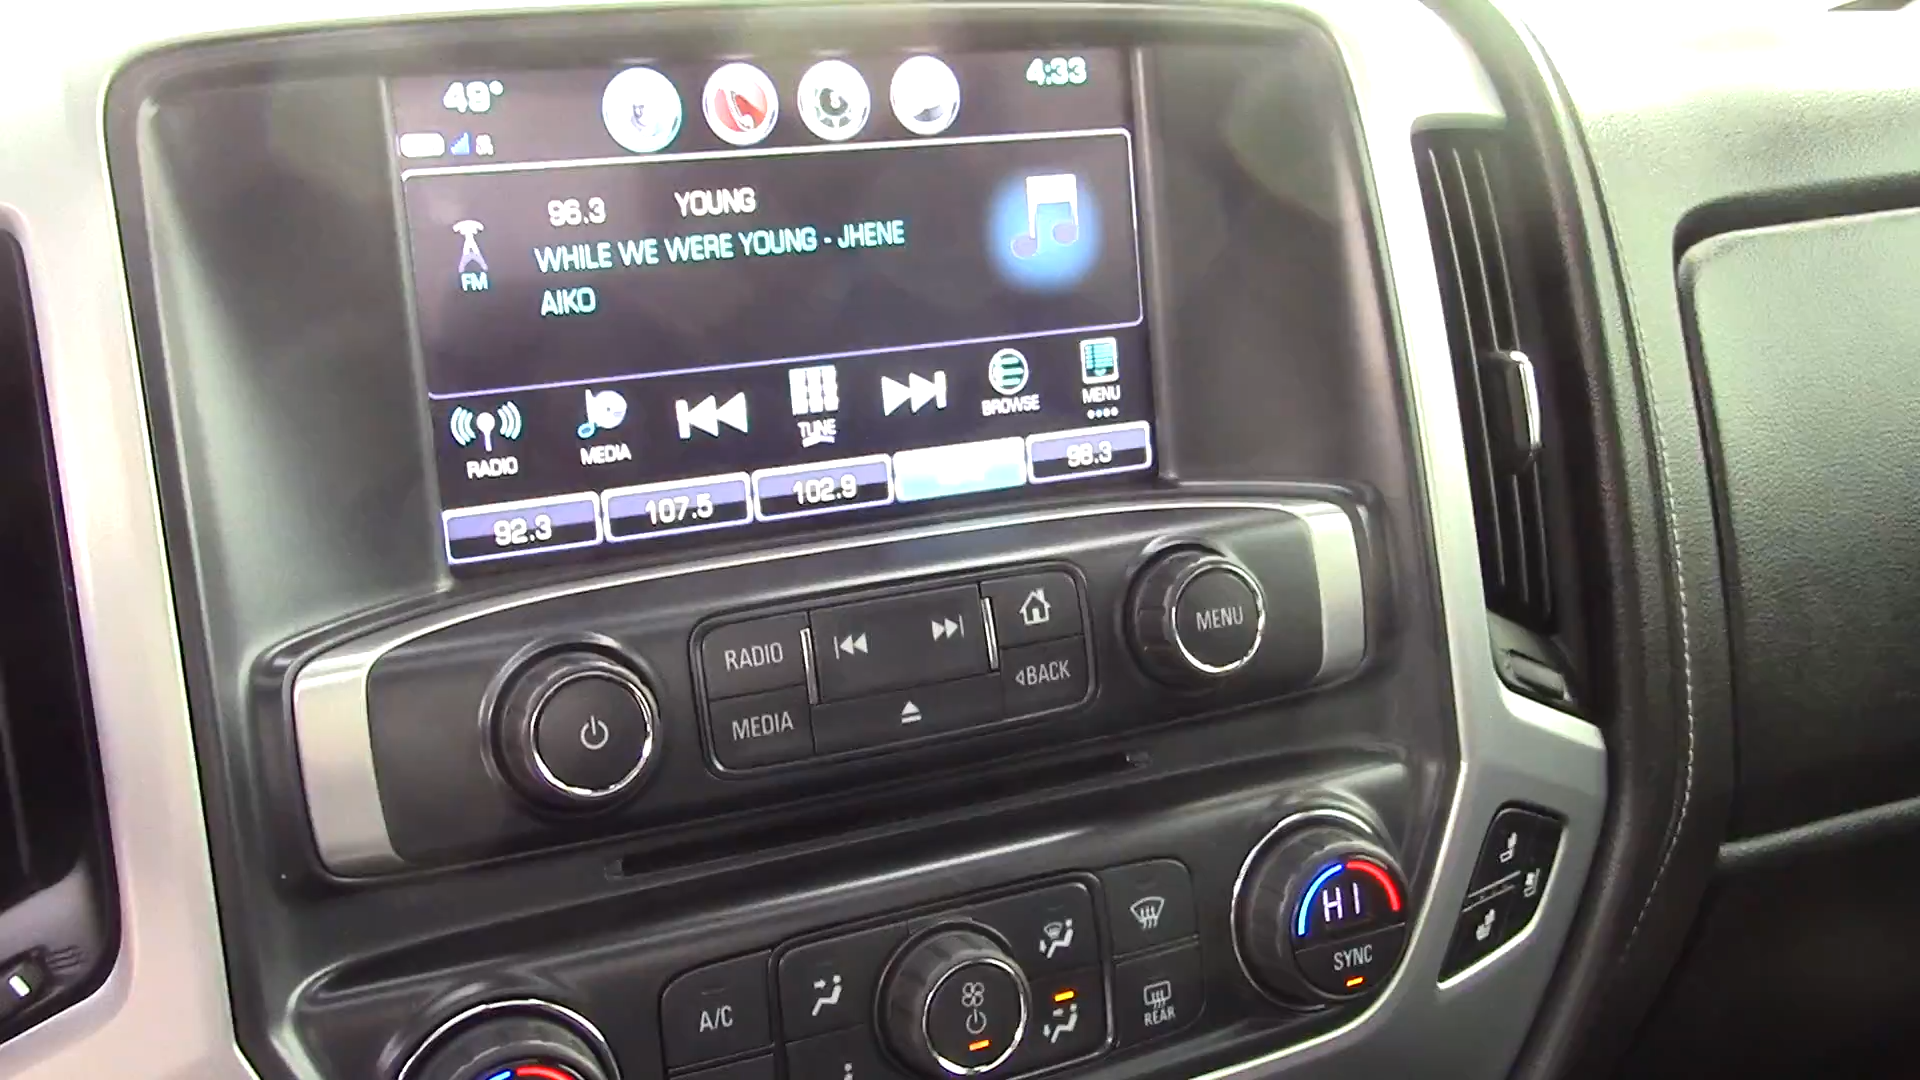 49° 4:33
96.3 YOUNG
WHILE WE WERE YOUNG - JHENE
AIKO
FM
RADIO MEDIA TUNE BROWSE MENU
92.3 107.5 102.9 98.3
RADIO MENU
MEDIA BACK
HI
SYNC
A/C REAR